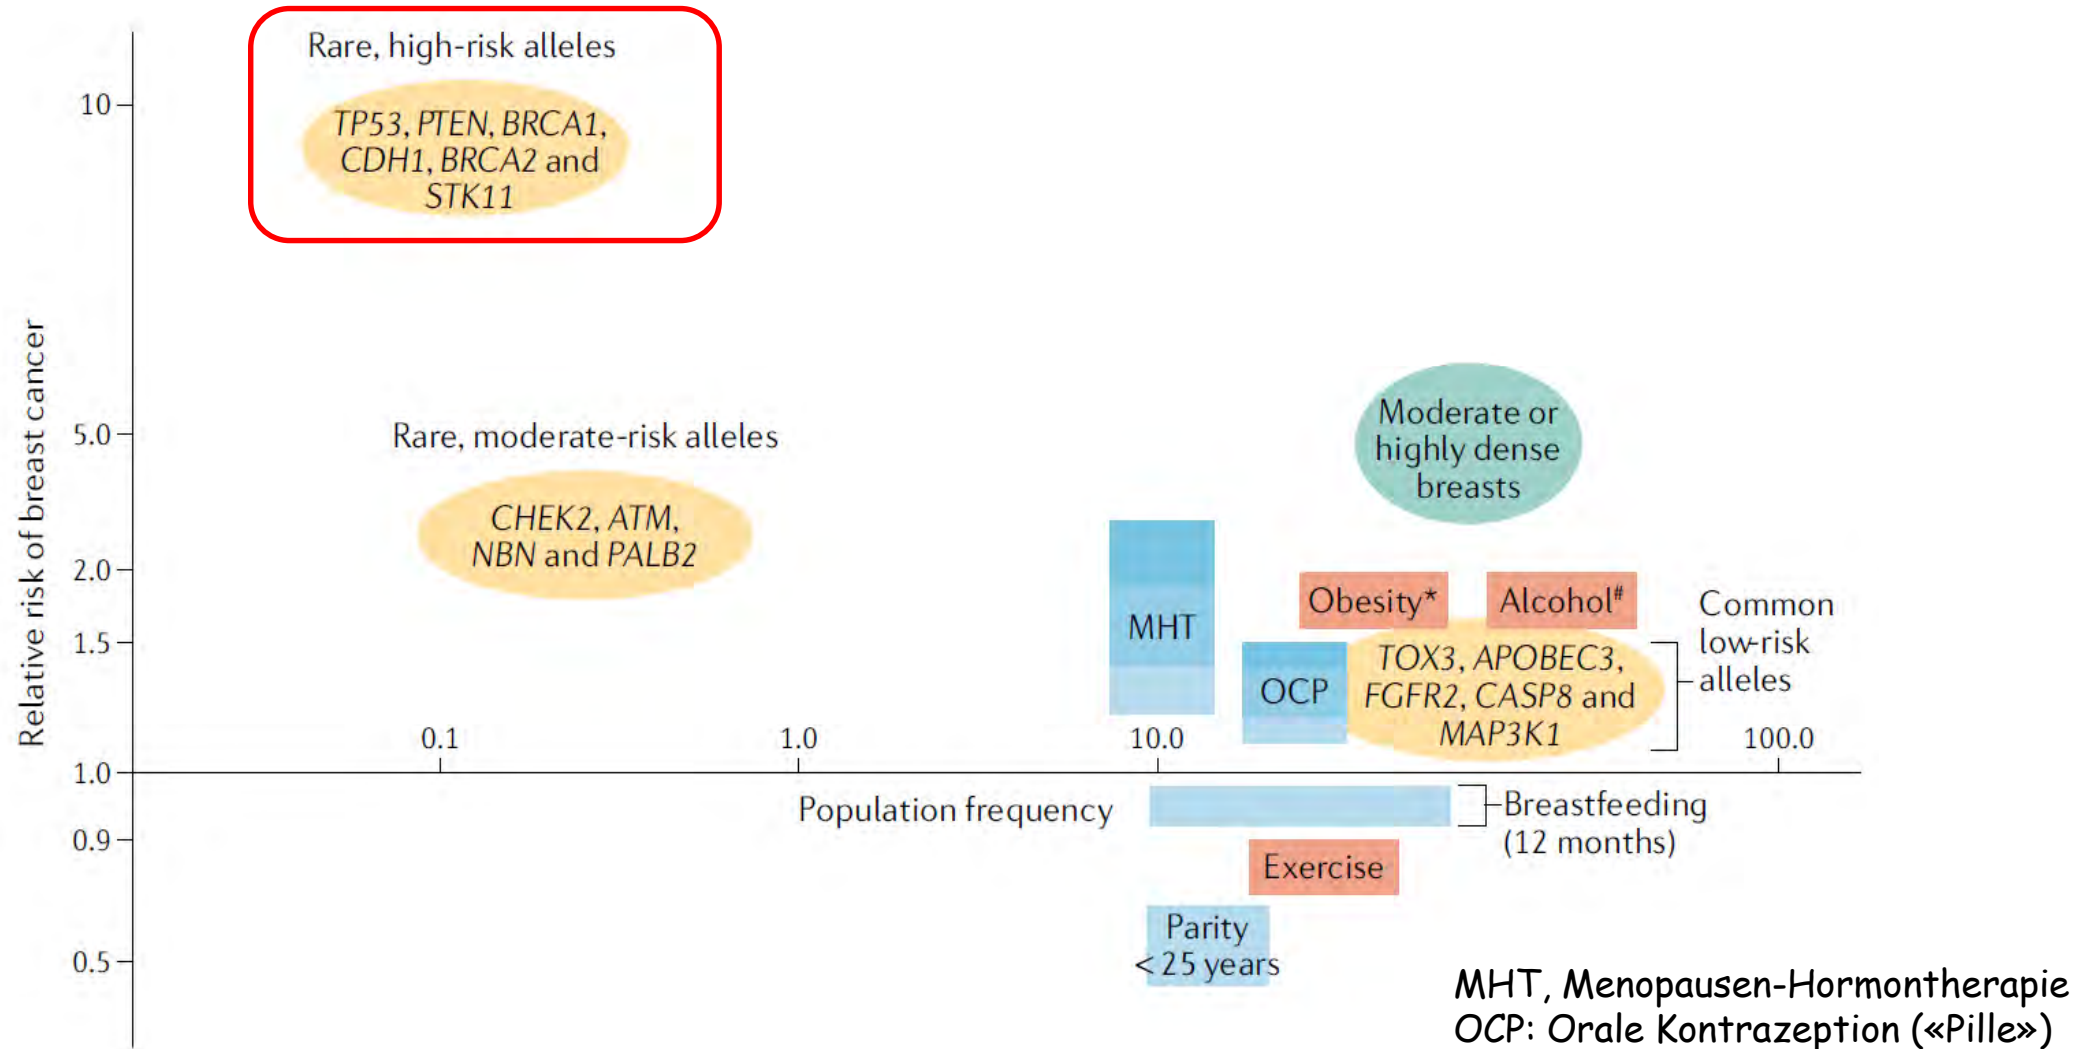 Rare, high-risk alleles
TP53, PTEN, BRCA1,
CDH1, BRCA2 and
STK11
Rare, moderate-risk alleles
CHEK2, ATM,
NBN and PALB2
Moderate or
highly dense
breasts
MHT
Obesity*
Alcohol#
OCP
TOX3, APOBEC3,
FGFR2, CASP8 and
MAP3K1
Common
low-risk
alleles
Relative risk of breast cancer
10
5.0
2.0
1.5
1.0
0.9
0.5
0.1
1.0
10.0
100.0
Population frequency
Breastfeeding
(12 months)
Exercise
Parity
< 25 years
MHT, Menopausen-Hormontherapie
OCP: Orale Kontrazeption («Pille»)